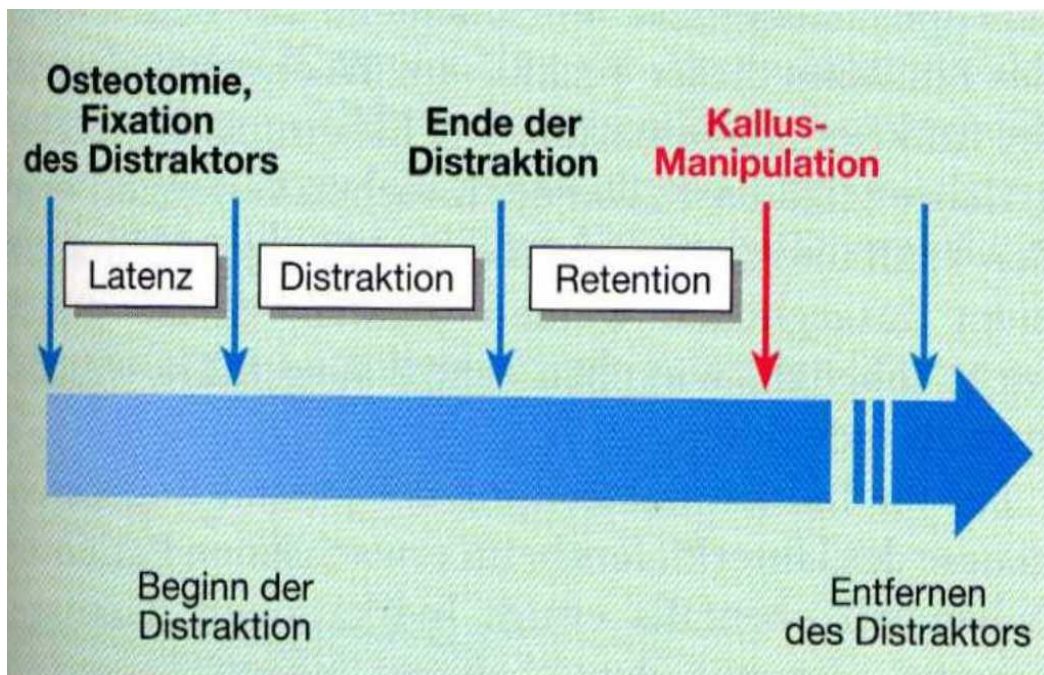 Osteotomie,
Fixation
des Distraktors
Ende der
Distraktion
Kallus-
Manipulation
Latenz
Distraktion
Retention
Beginn der
Distraktion
Entfernen
des Distraktors